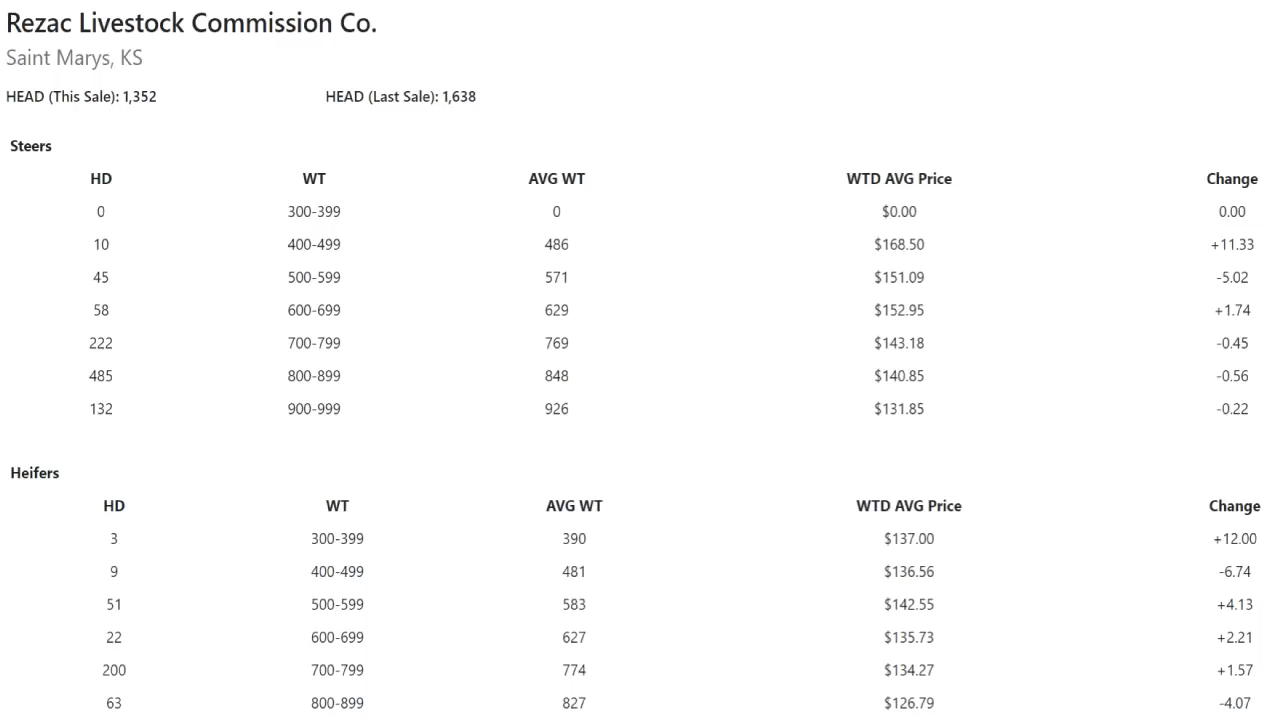 Rezac Livestock Commission Co.
Saint Marys, KS
HEAD (This Sale): 1,352 HEAD (Last Sale): 1,638
Steers
HD WT AVG WT WTD AVG Price Change
0 300-399 0 $0.00 0.00
10 400-499 486 $168.50 +11.33
45 500-599 571 $151.09 -5.02
58 600-699 629 $152.95 +1.74
222 700-799 769 $143.18 -0.45
485 800-899 848 $140.85 -0.56
132 900-999 926 $131.85 -0.22
Heifers
HD WT AVG WT WTD AVG Price Change
3 300-399 390 $137.00 +12.00
9 400-499 481 $136.56 -6.74
51 500-599 583 $142.55 +4.13
22 600-699 627 $135.73 +2.21
200 700-799 774 $134.27 +1.57
63 800-899 827 $126.79 -4.07